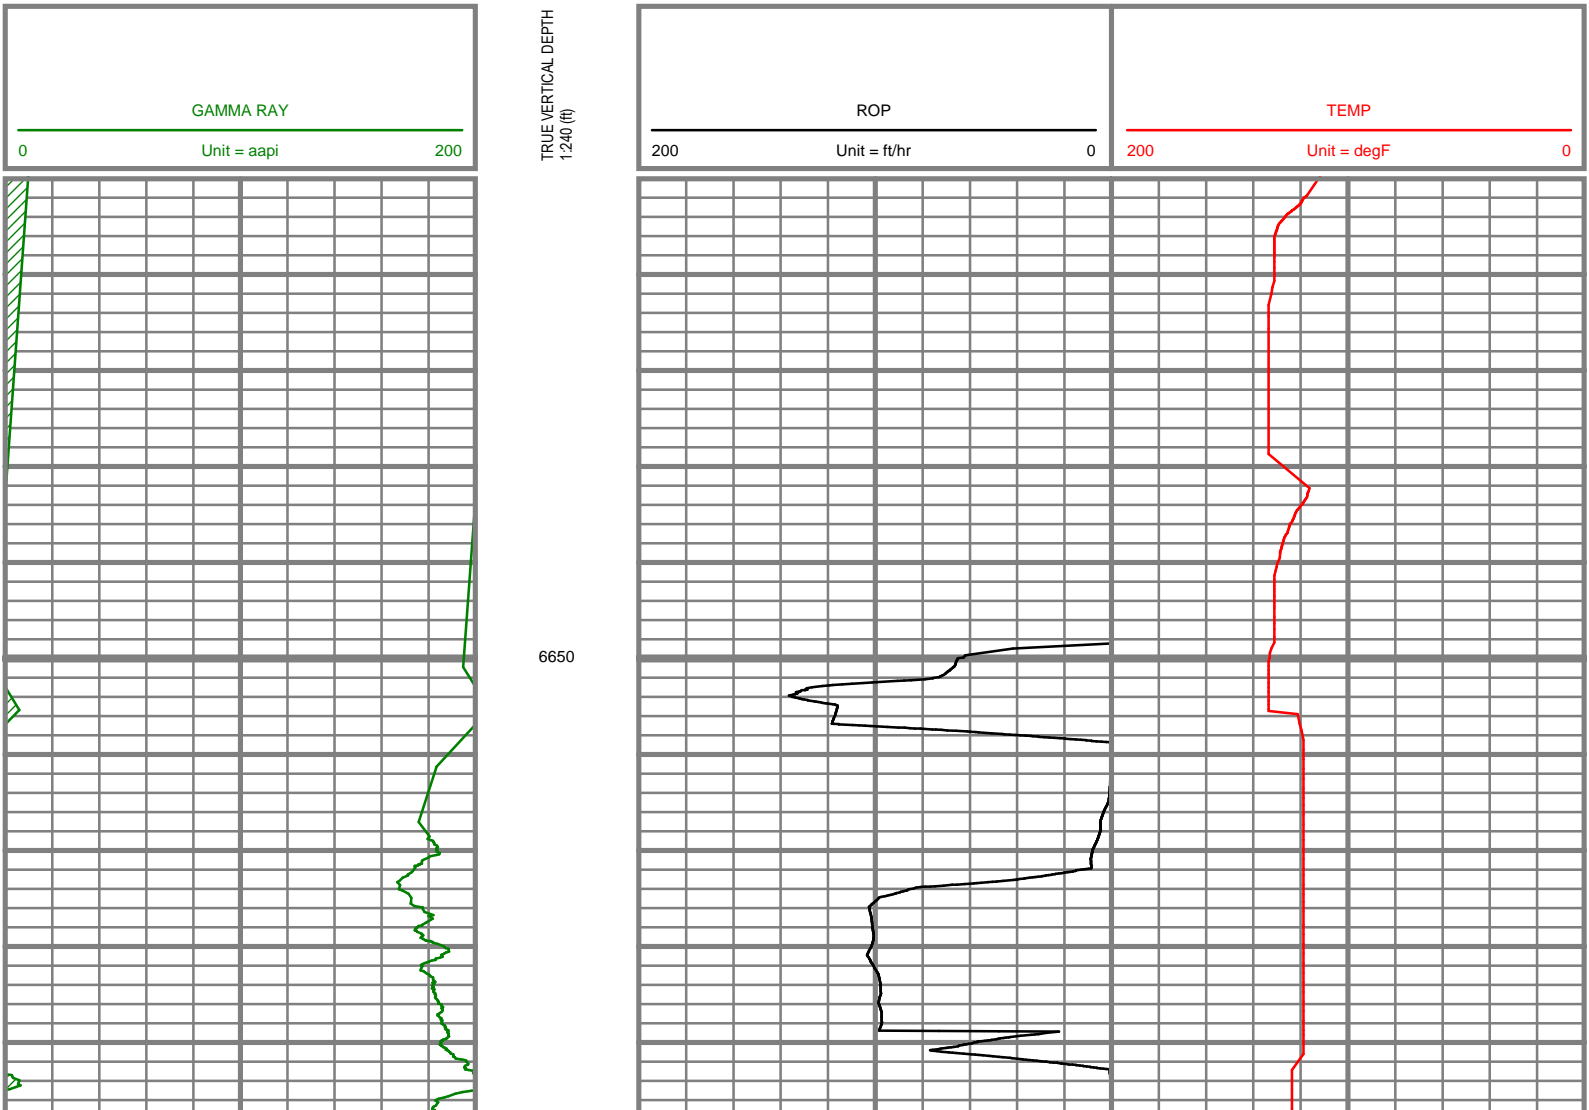 GAMMA RAY
0 Unit = aapi 200
TRUE VERTICAL DEPTH
1:240 (ft)
ROP
200 Unit = ft/hr 0
TEMP
200 Unit = degF 0
6650